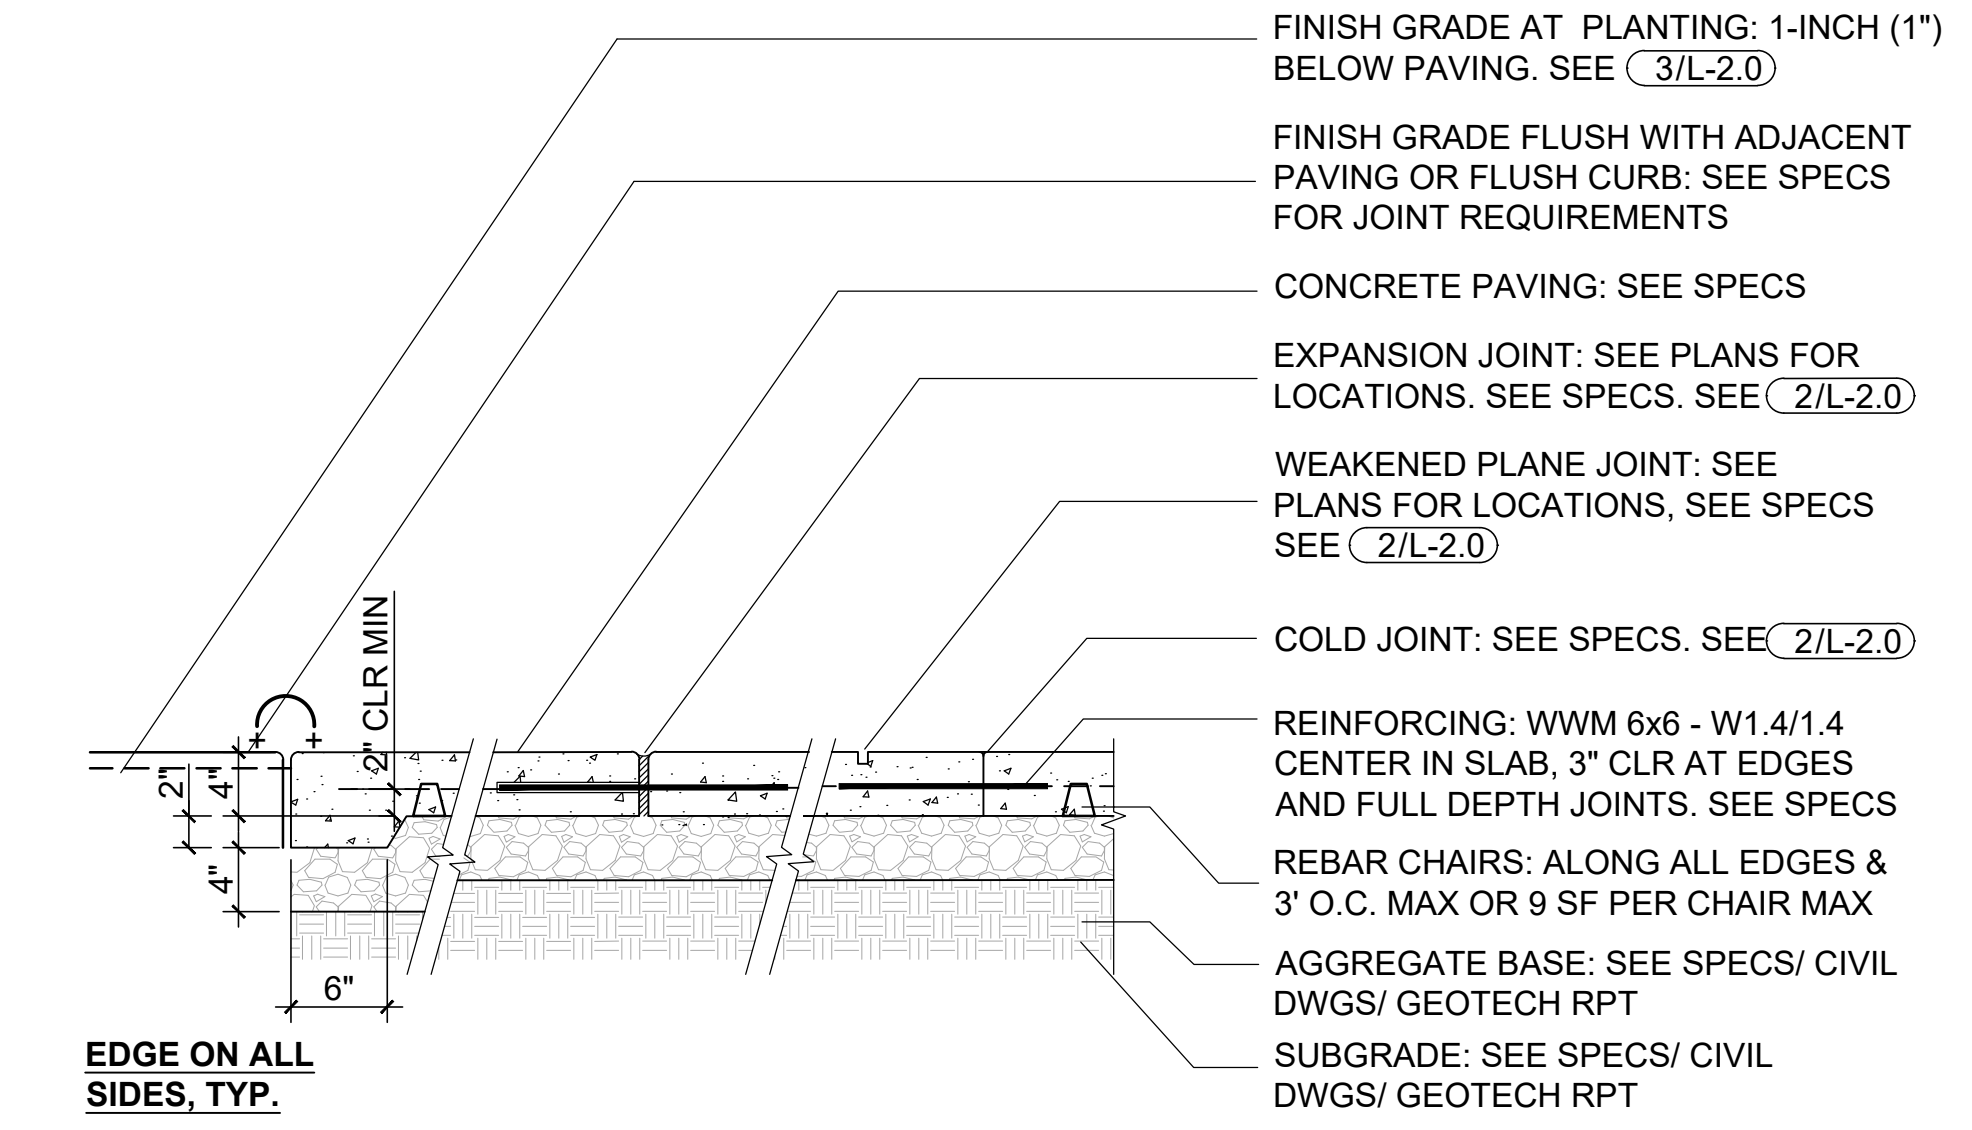 FINISH GRADE AT PLANTING: 1-INCH (1")
BELOW PAVING. SEE 3/L-2.0
FINISH GRADE FLUSH WITH ADJACENT
PAVING OR FLUSH CURB: SEE SPECS
FOR JOINT REQUIREMENTS
CONCRETE PAVING: SEE SPECS
EXPANSION JOINT: SEE PLANS FOR
LOCATIONS. SEE SPECS. SEE 2/L-2.0
WEAKENED PLANE JOINT: SEE
PLANS FOR LOCATIONS, SEE SPECS
SEE 2/L-2.0
COLD JOINT: SEE SPECS. SEE 2/L-2.0
REINFORCING: WWM 6x6 - W1.4/1.4
CENTER IN SLAB, 3" CLR AT EDGES
AND FULL DEPTH JOINTS. SEE SPECS
REBAR CHAIRS: ALONG ALL EDGES &
3' O.C. MAX OR 9 SF PER CHAIR MAX
AGGREGATE BASE: SEE SPECS/ CIVIL
DWGS/ GEOTECH RPT
SUBGRADE: SEE SPECS/ CIVIL
DWGS/ GEOTECH RPT
2" CLR MIN
2"
4"
4"
6"
EDGE ON ALL
SIDES, TYP.